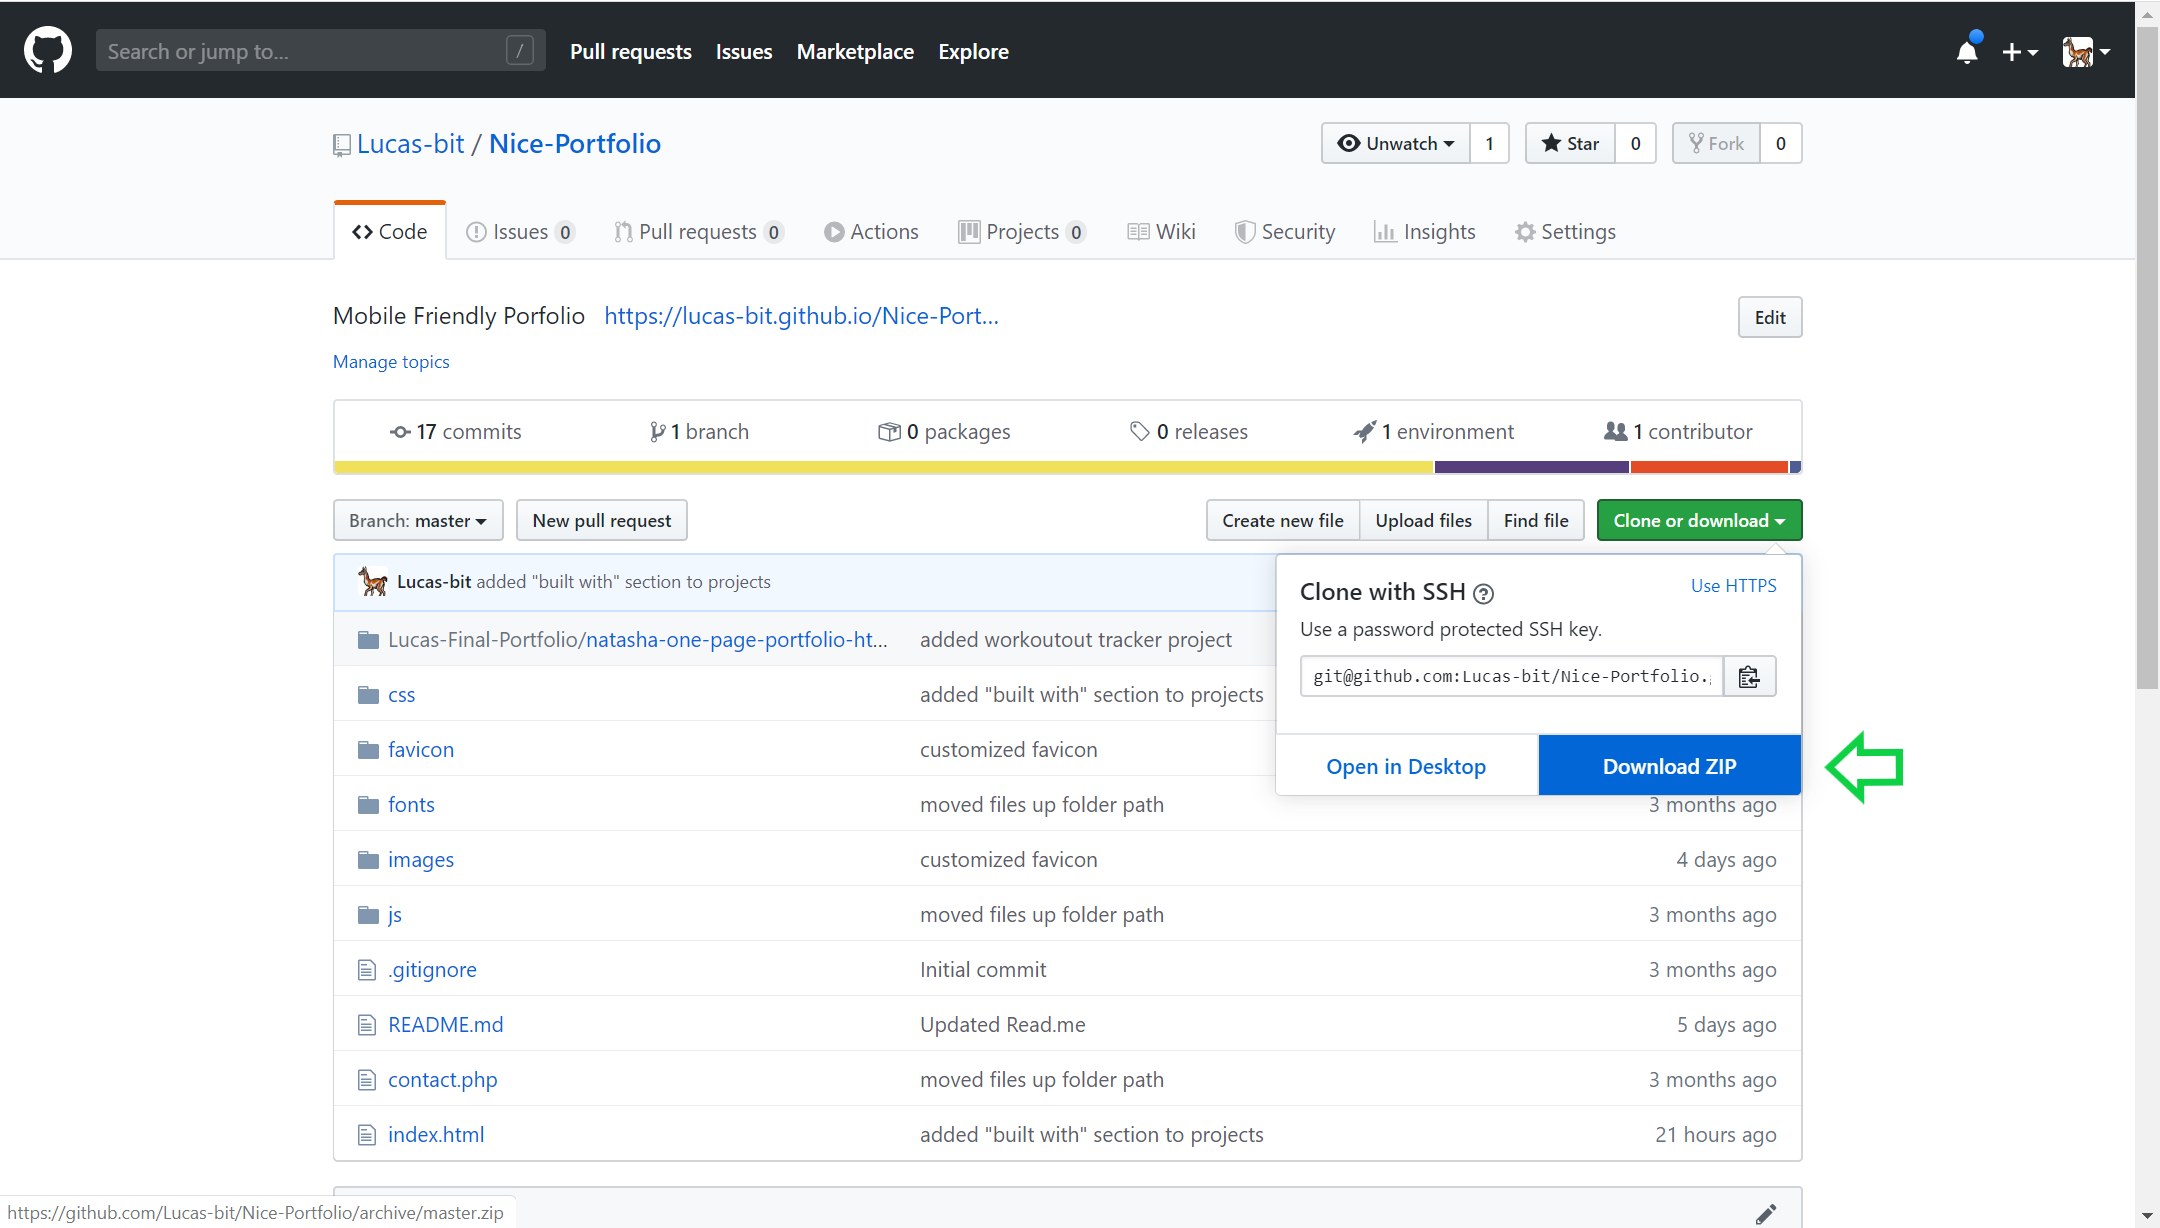 Search or jump to... /
Pull requests Issues Marketplace Explore
Lucas-bit / Nice-Portfolio
Unwatch 1 Star 0 Fork 0
Code Issues 0 Pull requests 0 Actions Projects 0 Wiki Security Insights Settings
Mobile Friendly Porfolio https://lucas-bit.github.io/Nice-Port...
Edit
Manage topics
17 commits 1 branch 0 packages 0 releases 1 environment 1 contributor
Branch: master New pull request Create new file Upload files Find file Clone or download
Lucas-bit added "built with" section to projects
Clone with SSH ? Use HTTPS
Use a password protected SSH key.
git@github.com:Lucas-bit/Nice-Portfolio.
Open in Desktop Download ZIP
Lucas-Final-Portfolio/natasha-one-page-portfolio-ht... added workoutout tracker project
css added "built with" section to projects
favicon customized favicon
fonts moved files up folder path 3 months ago
images customized favicon 4 days ago
js moved files up folder path 3 months ago
.gitignore Initial commit 3 months ago
README.md Updated Read.me 5 days ago
contact.php moved files up folder path 3 months ago
index.html added "built with" section to projects 21 hours ago
https://github.com/Lucas-bit/Nice-Portfolio/archive/master.zip